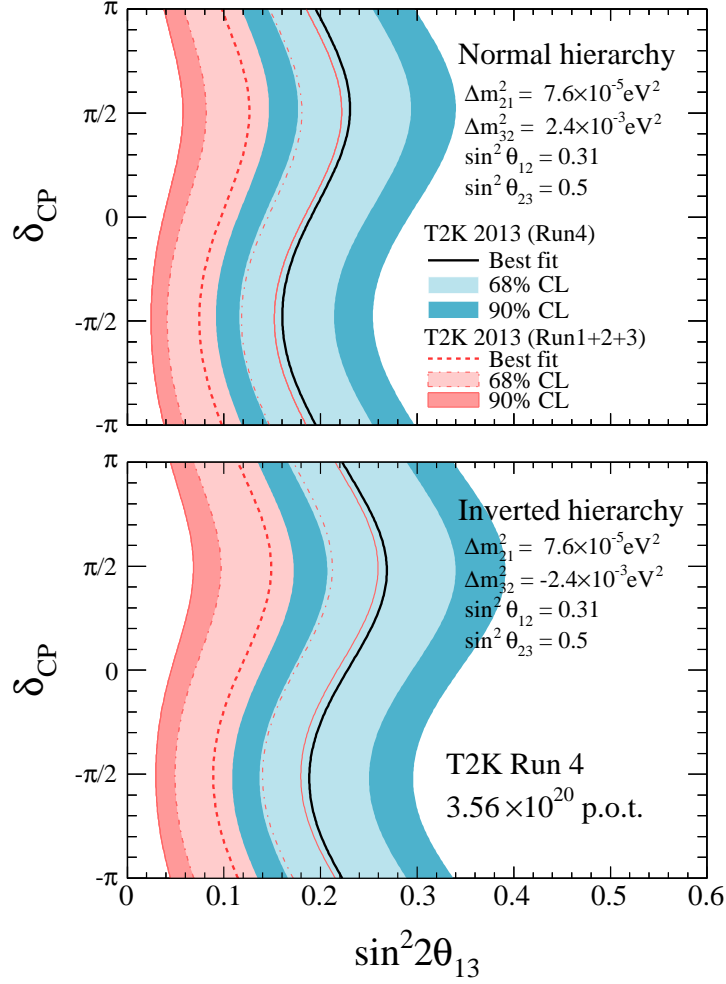 π
π/2
0
-π/2
-π
δCP
Normal hierarchy
Δm²₂₁ = 7.6×10⁻⁵eV²
Δm²₃₂ = 2.4×10⁻³eV²
sin²θ₁₂ = 0.31
sin²θ₂₃ = 0.5
T2K 2013 (Run4)
Best fit
68% CL
90% CL
T2K 2013 (Run1+2+3)
Best fit
68% CL
90% CL
π
π/2
0
-π/2
-π
δCP
Inverted hierarchy
Δm²₂₁ = 7.6×10⁻⁵eV²
Δm²₃₂ = -2.4×10⁻³eV²
sin²θ₁₂ = 0.31
sin²θ₂₃ = 0.5
T2K Run 4
3.56×10²⁰ p.o.t.
0 0.1 0.2 0.3 0.4 0.5 0.6
sin²2θ₁₃